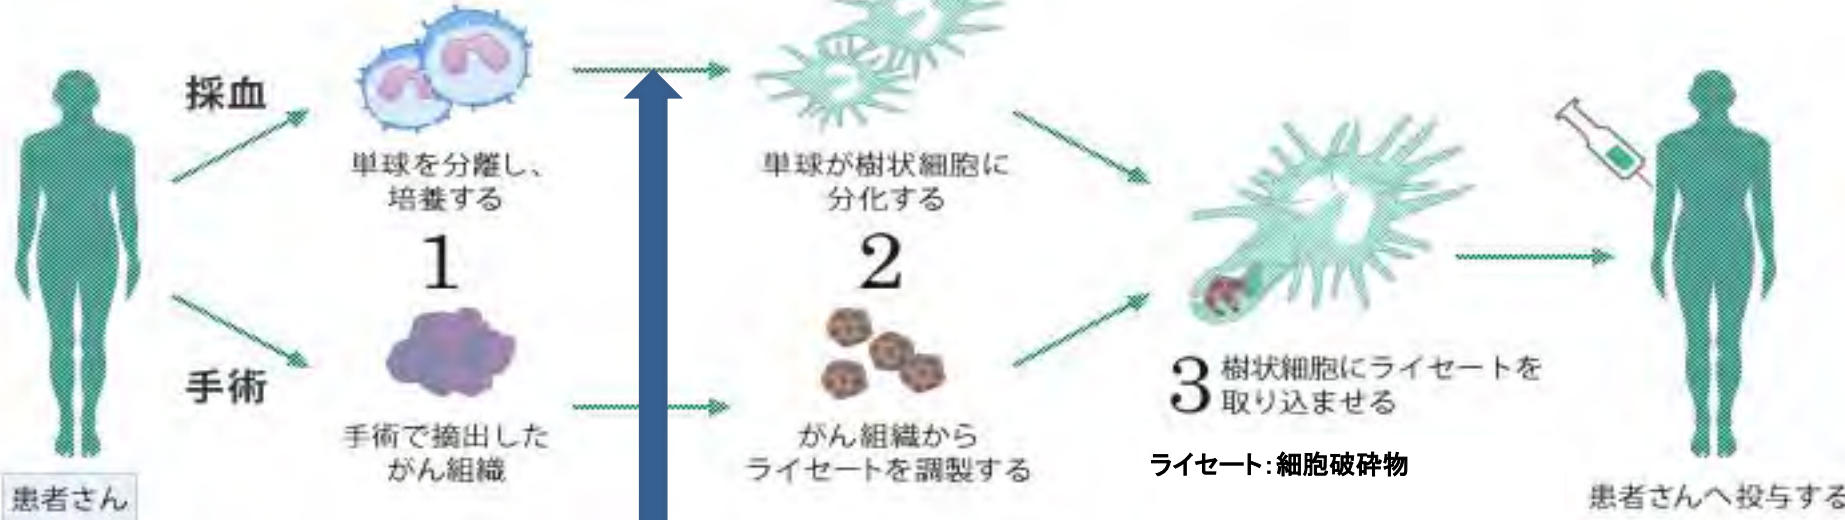 採血
単球を分離し、
培養する
1
手術
手術で摘出した
がん組織
患者さん
単球が樹状細胞に
分化する
2
がん組織から
ライセートを調製する
3 樹状細胞にライセートを
取り込ませる
ライセート：細胞破砕物
患者さんへ投与する